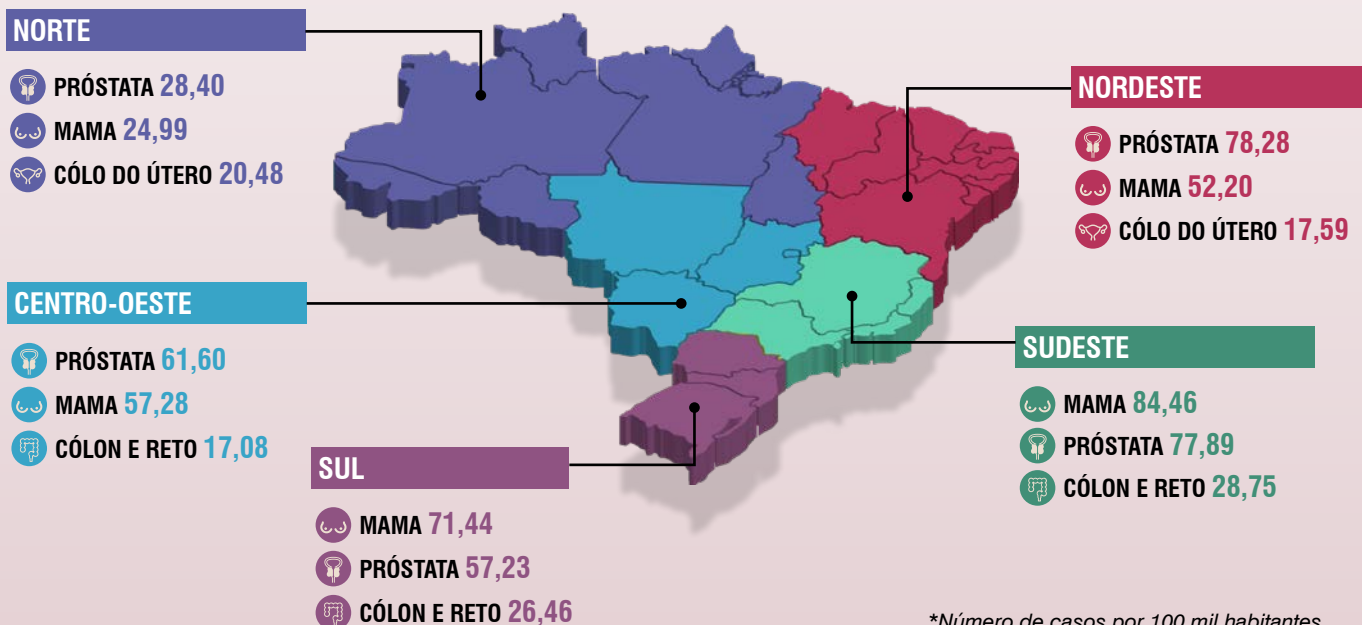 NORTE
PRÓSTATA 28,40
MAMA 24,99
CÓLO DO ÚTERO 20,48
NORDESTE
PRÓSTATA 78,28
MAMA 52,20
CÓLO DO ÚTERO 17,59
CENTRO-OESTE
PRÓSTATA 61,60
MAMA 57,28
CÓLON E RETO 17,08
SUDESTE
MAMA 84,46
PRÓSTATA 77,89
CÓLON E RETO 28,75
SUL
MAMA 71,44
PRÓSTATA 57,23
CÓLON E RETO 26,46
*Número de casos por 100 mil habitantes